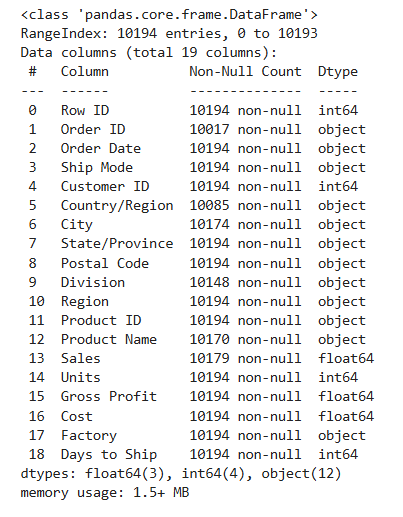 <class 'pandas.core.frame.DataFrame'>
RangeIndex: 10194 entries, 0 to 10193
Data columns (total 19 columns):
 #   Column          Non-Null Count  Dtype
---  ------          --------------  -----
 0   Row ID          10194 non-null  int64
 1   Order ID        10017 non-null  object
 2   Order Date      10194 non-null  object
 3   Ship Mode       10194 non-null  object
 4   Customer ID     10194 non-null  int64
 5   Country/Region  10085 non-null  object
 6   City            10174 non-null  object
 7   State/Province  10194 non-null  object
 8   Postal Code     10194 non-null  object
 9   Division        10148 non-null  object
 10  Region          10194 non-null  object
 11  Product ID      10194 non-null  object
 12  Product Name    10170 non-null  object
 13  Sales           10179 non-null  float64
 14  Units           10194 non-null  int64
 15  Gross Profit    10194 non-null  float64
 16  Cost            10194 non-null  float64
 17  Factory         10194 non-null  object
 18  Days to Ship    10194 non-null  int64
dtypes: float64(3), int64(4), object(12)
memory usage: 1.5+ MB